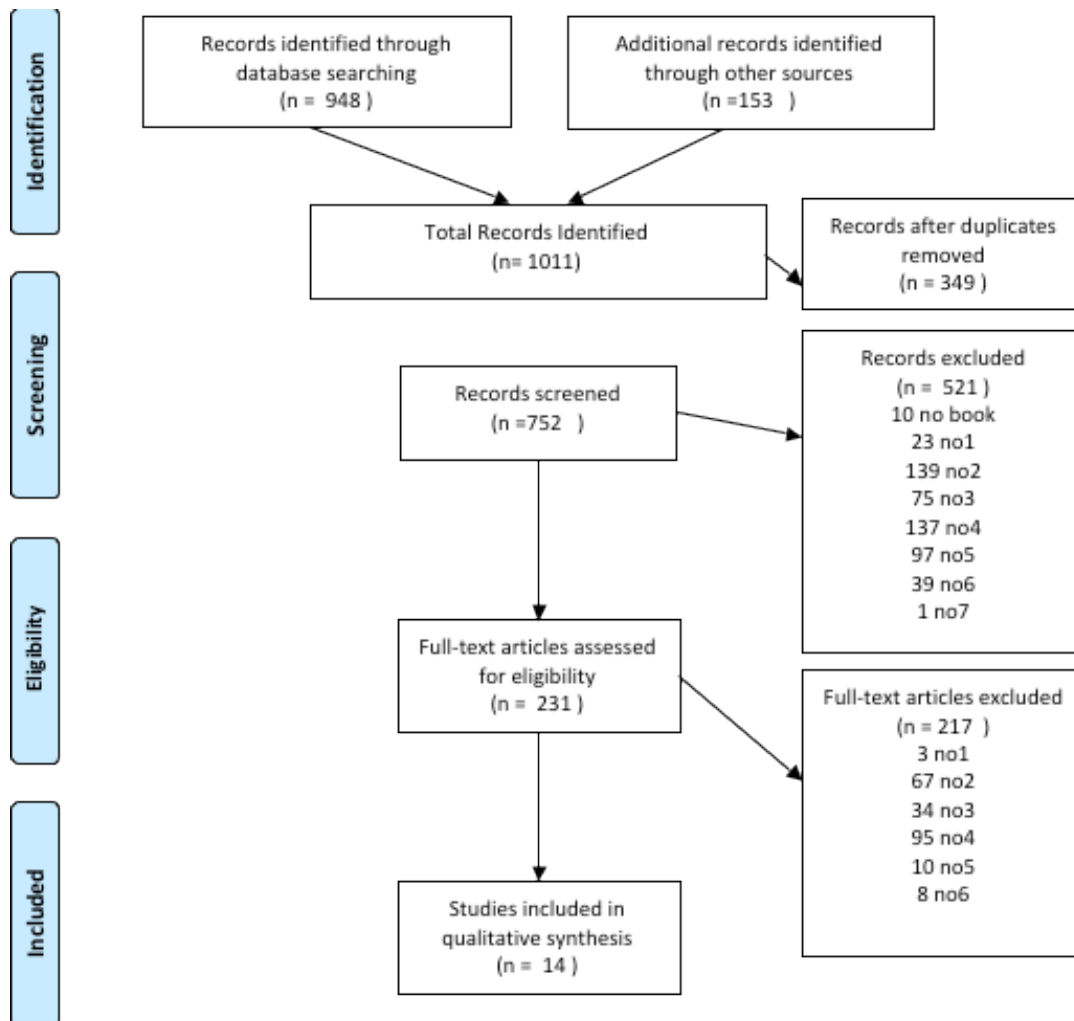 Identification
Records identified through
database searching
(n = 948 )
Additional records identified
through other sources
(n =153 )
Total Records Identified
(n= 1011)
Records after duplicates
removed
(n = 349 )
Screening
Records screened
(n =752 )
Records excluded
(n = 521 )
10 no book
23 no1
139 no2
75 no3
137 no4
97 no5
39 no6
1 no7
Eligibility
Full-text articles assessed
for eligibility
(n = 231 )
Full-text articles excluded
(n = 217 )
3 no1
67 no2
34 no3
95 no4
10 no5
8 no6
Included
Studies included in
qualitative synthesis
(n = 14 )